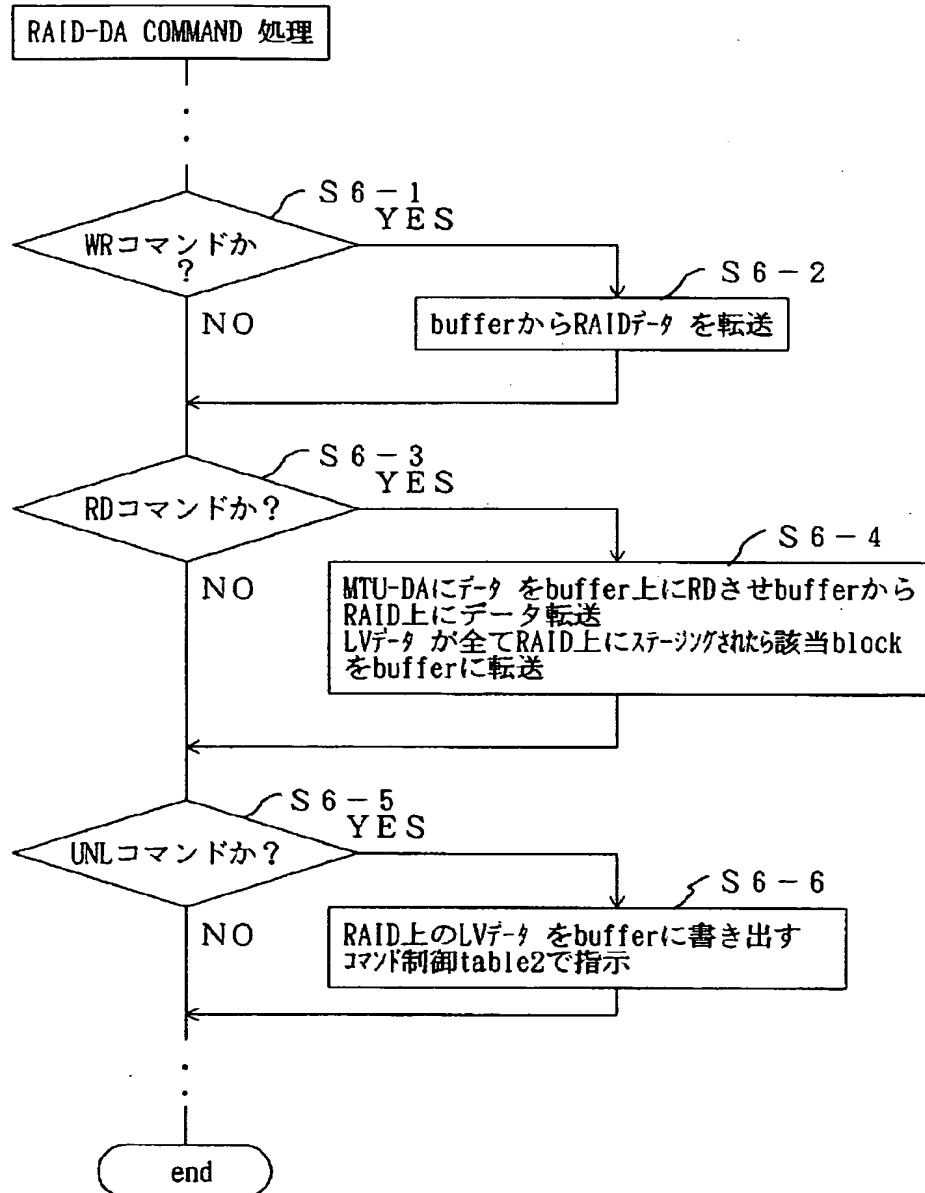 RAID-DA COMMAND 処理
S6-1
YES
WRコマンドか
?
NO
S6-2
bufferからRAIDデータ を転送
S6-3
YES
RDコマンドか?
NO
S6-4
MTU-DAにデータ をbuffer上にRDさせbufferから
RAID上にデータ転送
LVデータ が全てRAID上にステージングされたら該当block
をbufferに転送
S6-5
YES
UNLコマンドか?
NO
S6-6
RAID上のLVデータ をbufferに書き出す
コマンド制御table2で指示
end